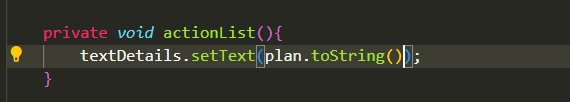 private void actionList(){
textDetails.setText(plan.toString());
}